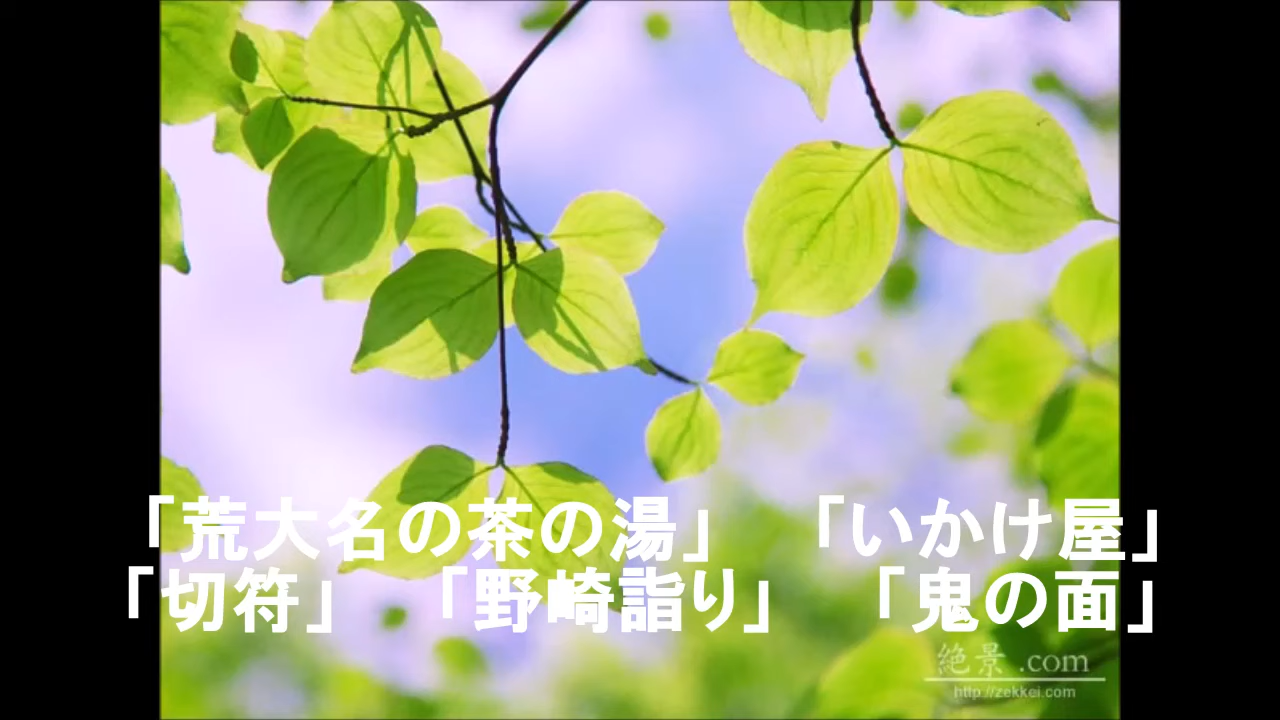 「荒大名の茶の湯」　「いかけ屋」
「切符」　「野崎詣り」　「鬼の面」
絶景.com
http://zekkei.com